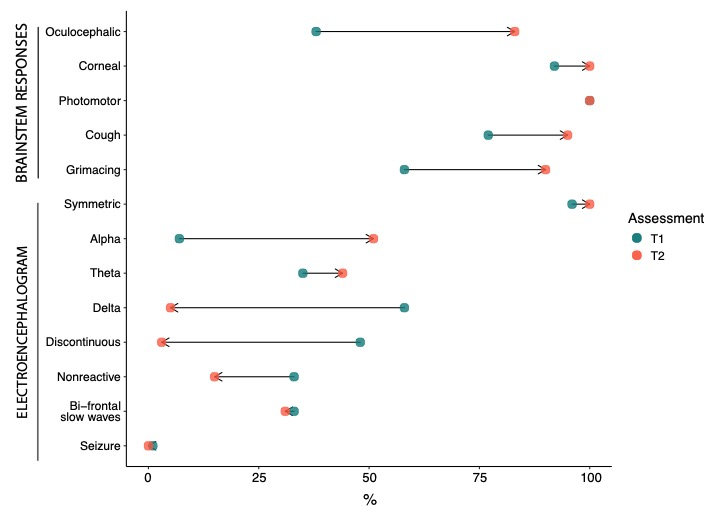 BRAINSTEM RESPONSES
Oculocephalic
Corneal
Photomotor
Cough
Grimacing
ELECTROENCEPHALOGRAM
Symmetric
Alpha
Theta
Delta
Discontinuous
Nonreactive
Bi−frontal
slow waves
Seizure
0 25 50 75 100
%
Assessment
T1
T2